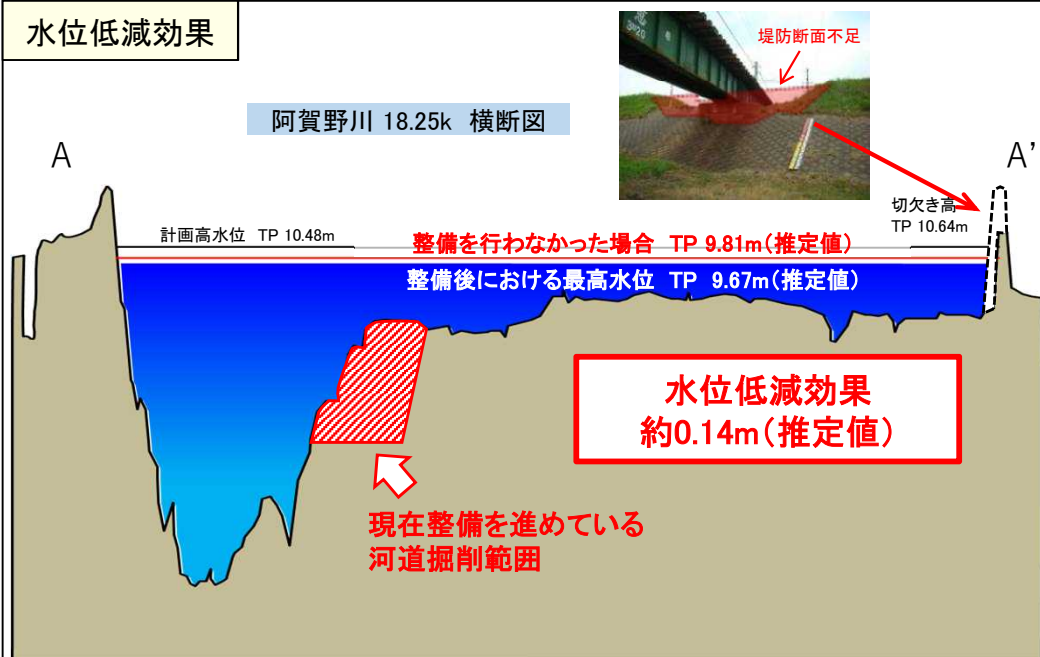 水位低減効果
堤防断面不足
阿賀野川 18.25k 横断図
A
A’
切欠き高
TP 10.64m
計画高水位 TP 10.48m
整備を行わなかった場合 TP 9.81m(推定値)
整備後における最高水位 TP 9.67m(推定値)
水位低減効果
約0.14m(推定値)
現在整備を進めている
河道掘削範囲